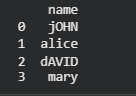 name
0 jOHN
1 alice
2 dAVID
3 mary